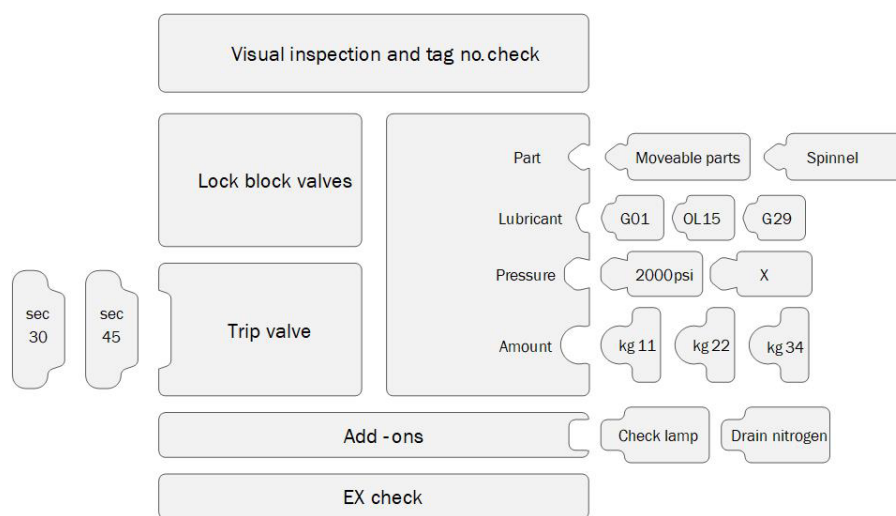 Visual inspection and tag no.check
Lock block valves
Part
Moveable parts
Spinnel
Lubricant
G01
OL15
G29
Pressure
2000psi
X
Amount
kg 11
kg 22
kg 34
sec
30
sec
45
Trip valve
Add -ons
Check lamp
Drain nitrogen
EX check